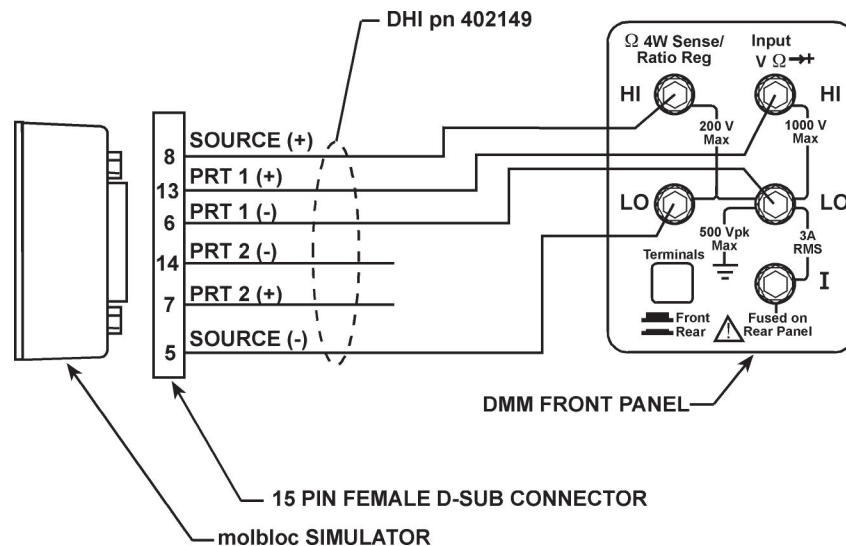 DHI pn 402149
Ω 4W Sense/
Ratio Reg
Input
V Ω
HI
HI
200 V
Max
1000 V
Max
SOURCE (+)
8
PRT 1 (+)
13
PRT 1 (-)
6
PRT 2 (-)
14
PRT 2 (+)
7
SOURCE (-)
5
LO
LO
500 Vpk
Max
3A
RMS
Terminals
I
Front
Rear
!
Fused on
Rear Panel
DMM FRONT PANEL
15 PIN FEMALE D-SUB CONNECTOR
molbloc SIMULATOR